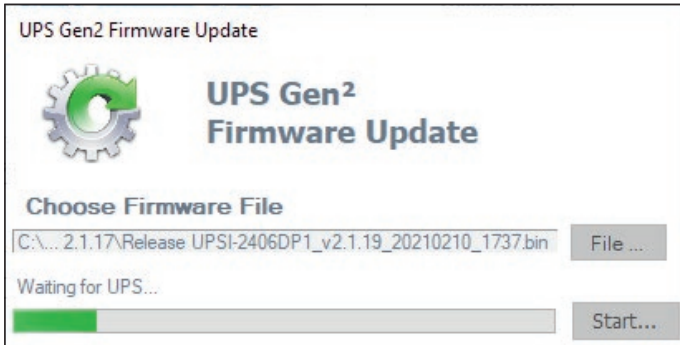 UPS Gen2 Firmware Update
UPS Gen²
Firmware Update
Choose Firmware File
C:\... 2.1.17\Release UPSI-2406DP1_v2.1.19_20210210_1737.bin
File ...
Waiting for UPS...
Start...